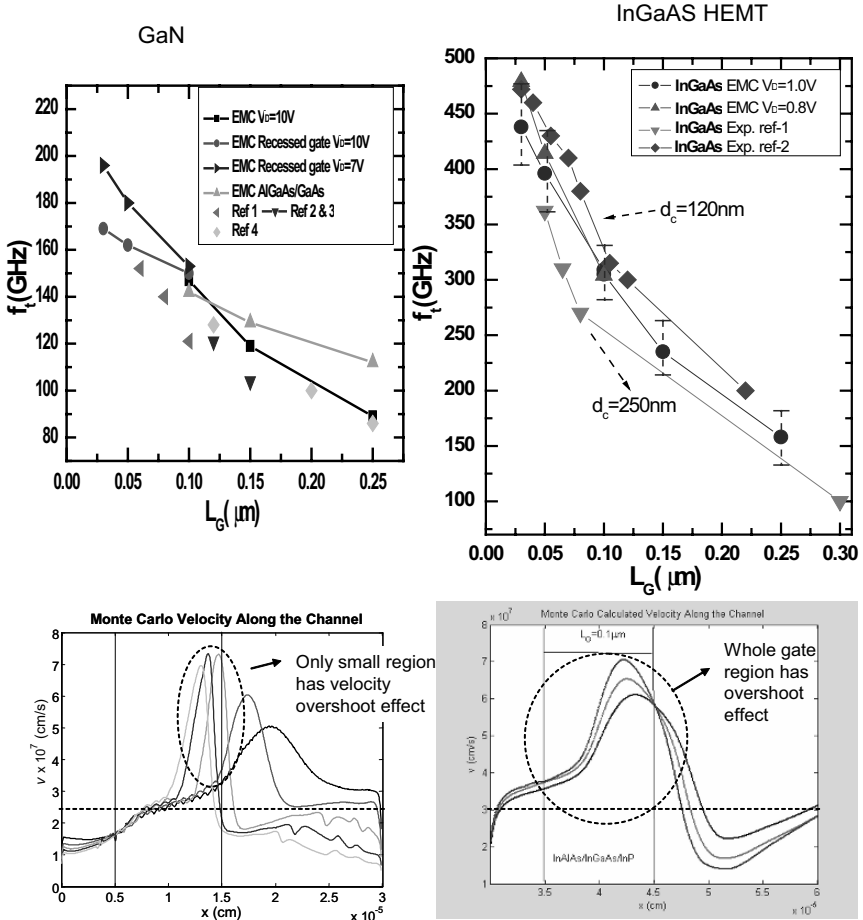 GaN
InGaAS HEMT
220
200
180
160
140
120
100
80
f_t(GHz)
EMC V_D=10V
EMC Recessed gate V_D=10V
EMC Recessed gate V_D=7V
EMC AlGaAs/GaAs
Ref 1 Ref 2 & 3
Ref 4
0.00 0.05 0.10 0.15 0.20 0.25
L_G( μm)
500
450
400
350
300
250
200
150
100
f_t(GHz)
InGaAs EMC V_D=1.0V
InGaAs EMC V_D=0.8V
InGaAs Exp. ref-1
InGaAs Exp. ref-2
d_c=120nm
d_c=250nm
0.00 0.05 0.10 0.15 0.20 0.25 0.30
L_G( μm)
Monte Carlo Velocity Along the Channel
8
7
6
5
4
3
2
1
0
v x 10^7 (cm/s)
Only small region
has velocity
overshoot effect
0 0.5 1 1.5 2 2.5 3
x (cm)
x 10^-5
x 10^7
Monte Carlo Calculated Velocity Along the Channel
8
7
6
5
4
3
2
1
v (cm/s)
L_G=0.1μm
Whole gate
region has
overshoot
effect
InAlAs/InGaAs/InP
3 3.5 4 4.5 5 5.5 6
x (cm)
x 10^-6